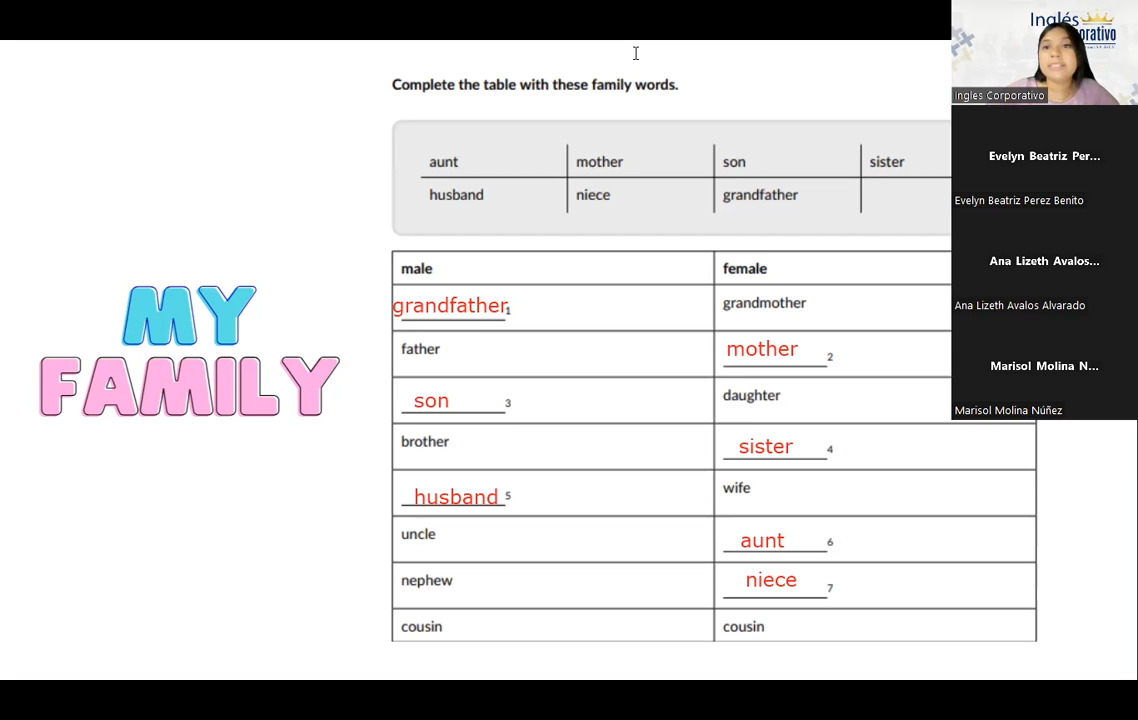 Complete the table with these family words.
aunt mother son sister
husband niece grandfather
MY
FAMILY
male female
grandfather 1 grandmother
father mother 2
son 3 daughter
brother sister 4
husband 5 wife
uncle aunt 6
nephew niece 7
cousin cousin
Inglés
orativo
Ingles Corporativo
Evelyn Beatriz Per...
Evelyn Beatriz Perez Benito
Ana Lizeth Avalos...
Ana Lizeth Avalos Alvarado
Marisol Molina N...
Marisol Molina Núñez